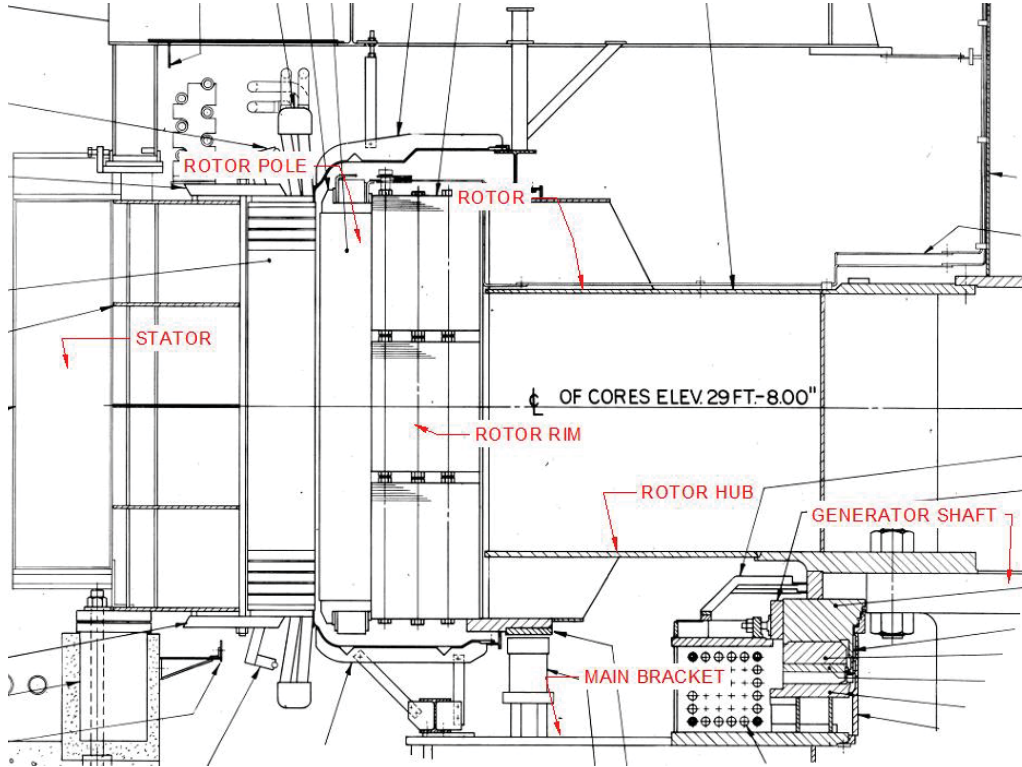 ROTOR POLE
ROTOR
STATOR
℄ OF CORES ELEV. 29 FT.-8.00"
ROTOR RIM
ROTOR HUB
GENERATOR SHAFT
MAIN BRACKET